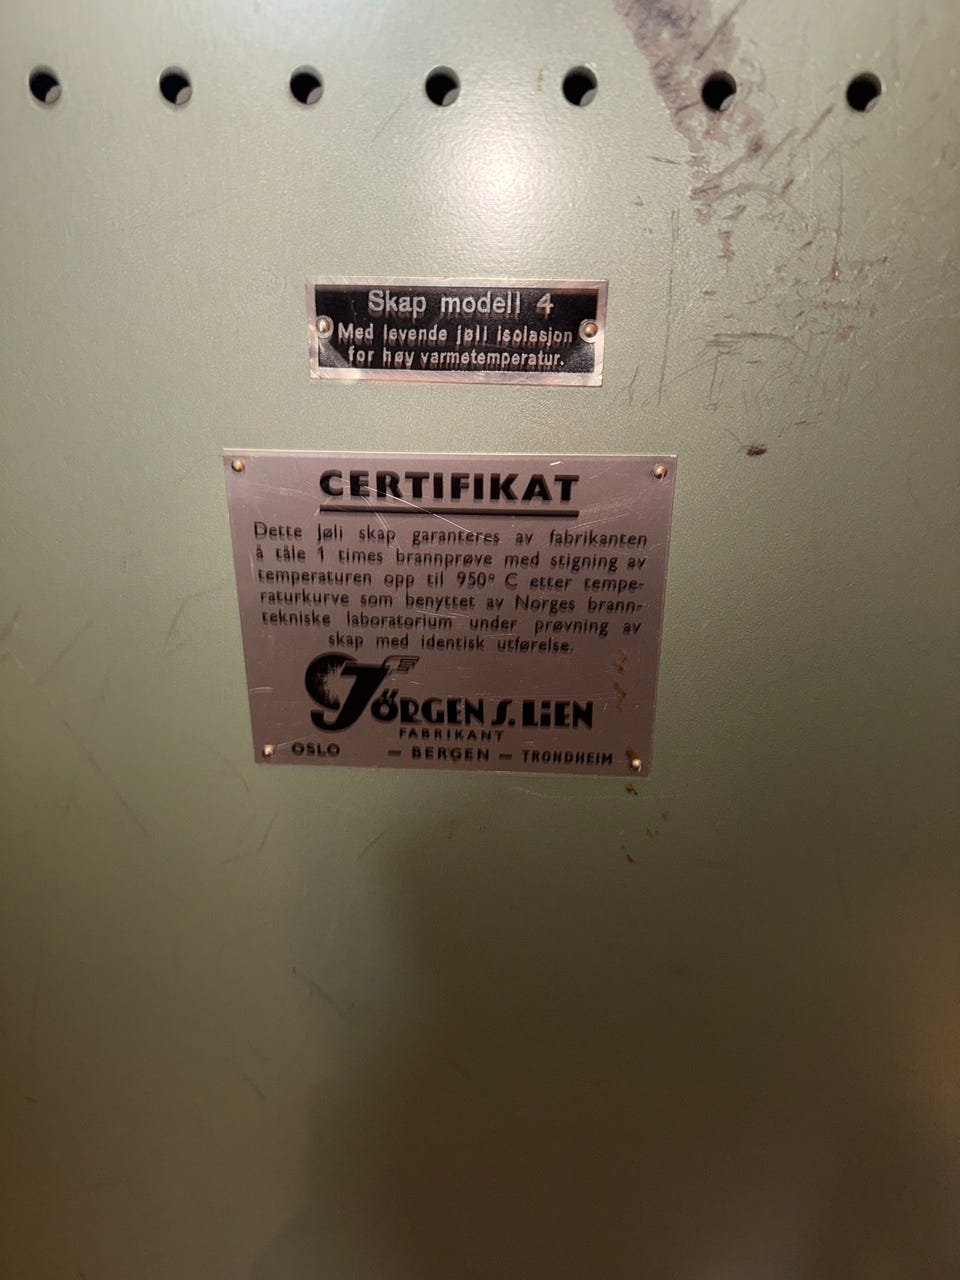 Skap modell 4
Med levende jøli isolasjon
for høy varmetemperatur.
CERTIFIKAT
Dette Jøli skap garanteres av fabrikanten
å tåle 1 times brannprøve med stigning av
temperaturen opp til 950° C etter tempe-
raturkurve som benyttet av Norges brann-
tekniske laboratorium under prøvning av
skap med identisk utførelse.
JÖRGEN S. LIEN
FABRIKANT
OSLO — BERGEN — TRONDHEIM